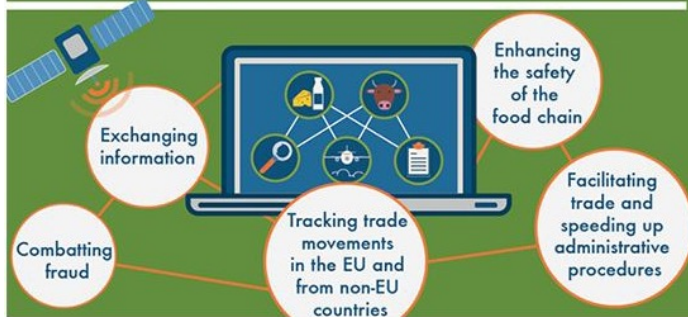 Enhancing
the safety
of the
food chain
Exchanging
information
Facilitating
trade and
speeding up
administrative
procedures
Combatting
fraud
Tracking trade
movements
in the EU and
from non-EU
countries